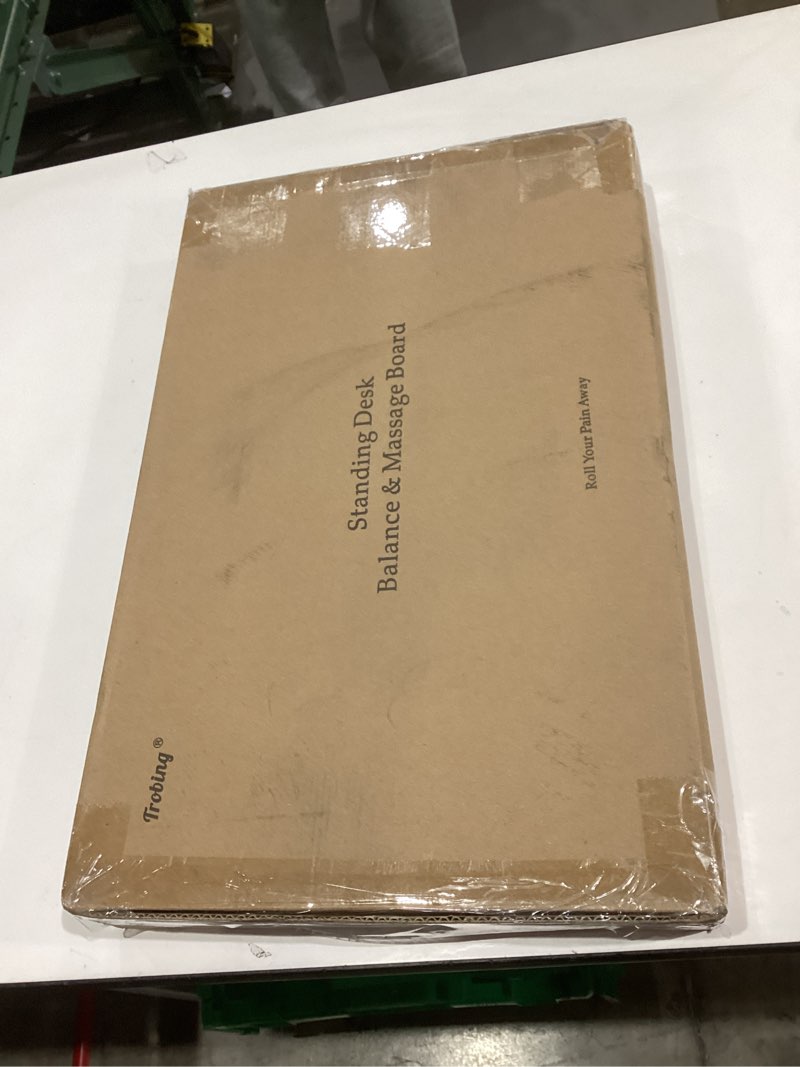 Trobing®
Standing Desk
Balance & Massage Board
Roll Your Pain Away